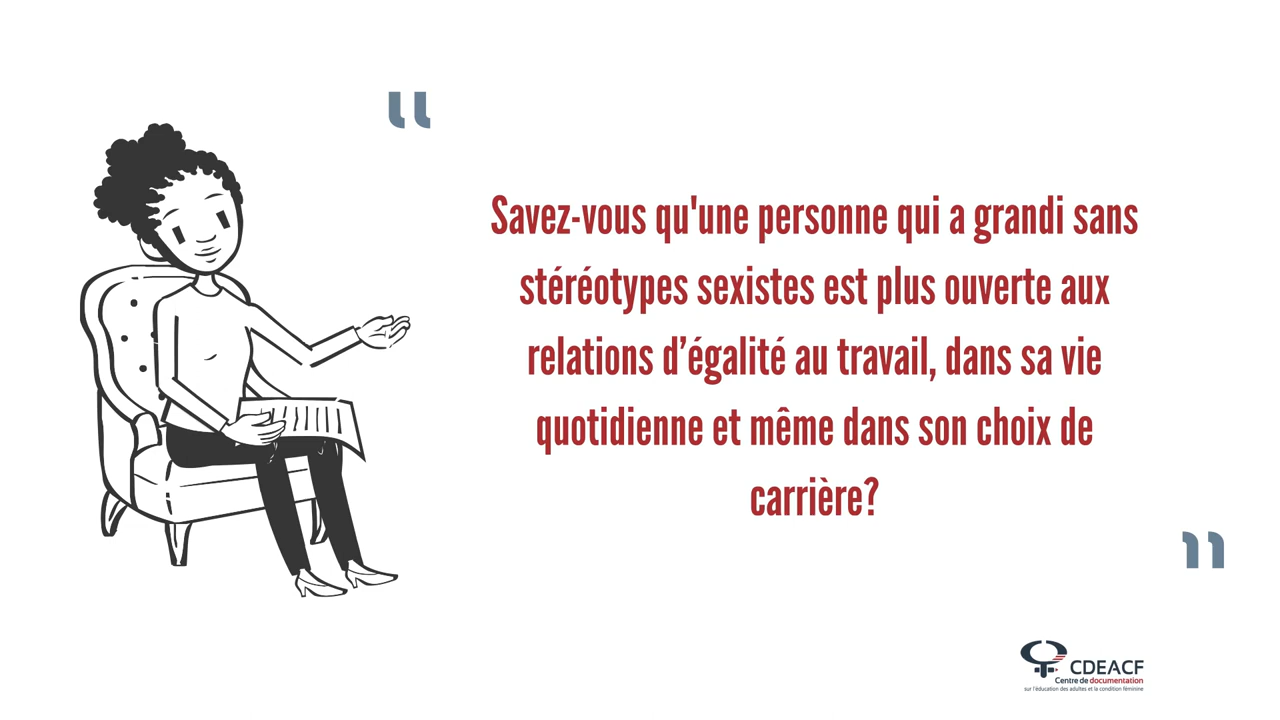 Savez-vous qu'une personne qui a grandi sans
stéréotypes sexistes est plus ouverte aux
relations d’égalité au travail, dans sa vie
quotidienne et même dans son choix de
carrière?
CDEACF
Centre de documentation
sur l'éducation des adultes et la condition féminine